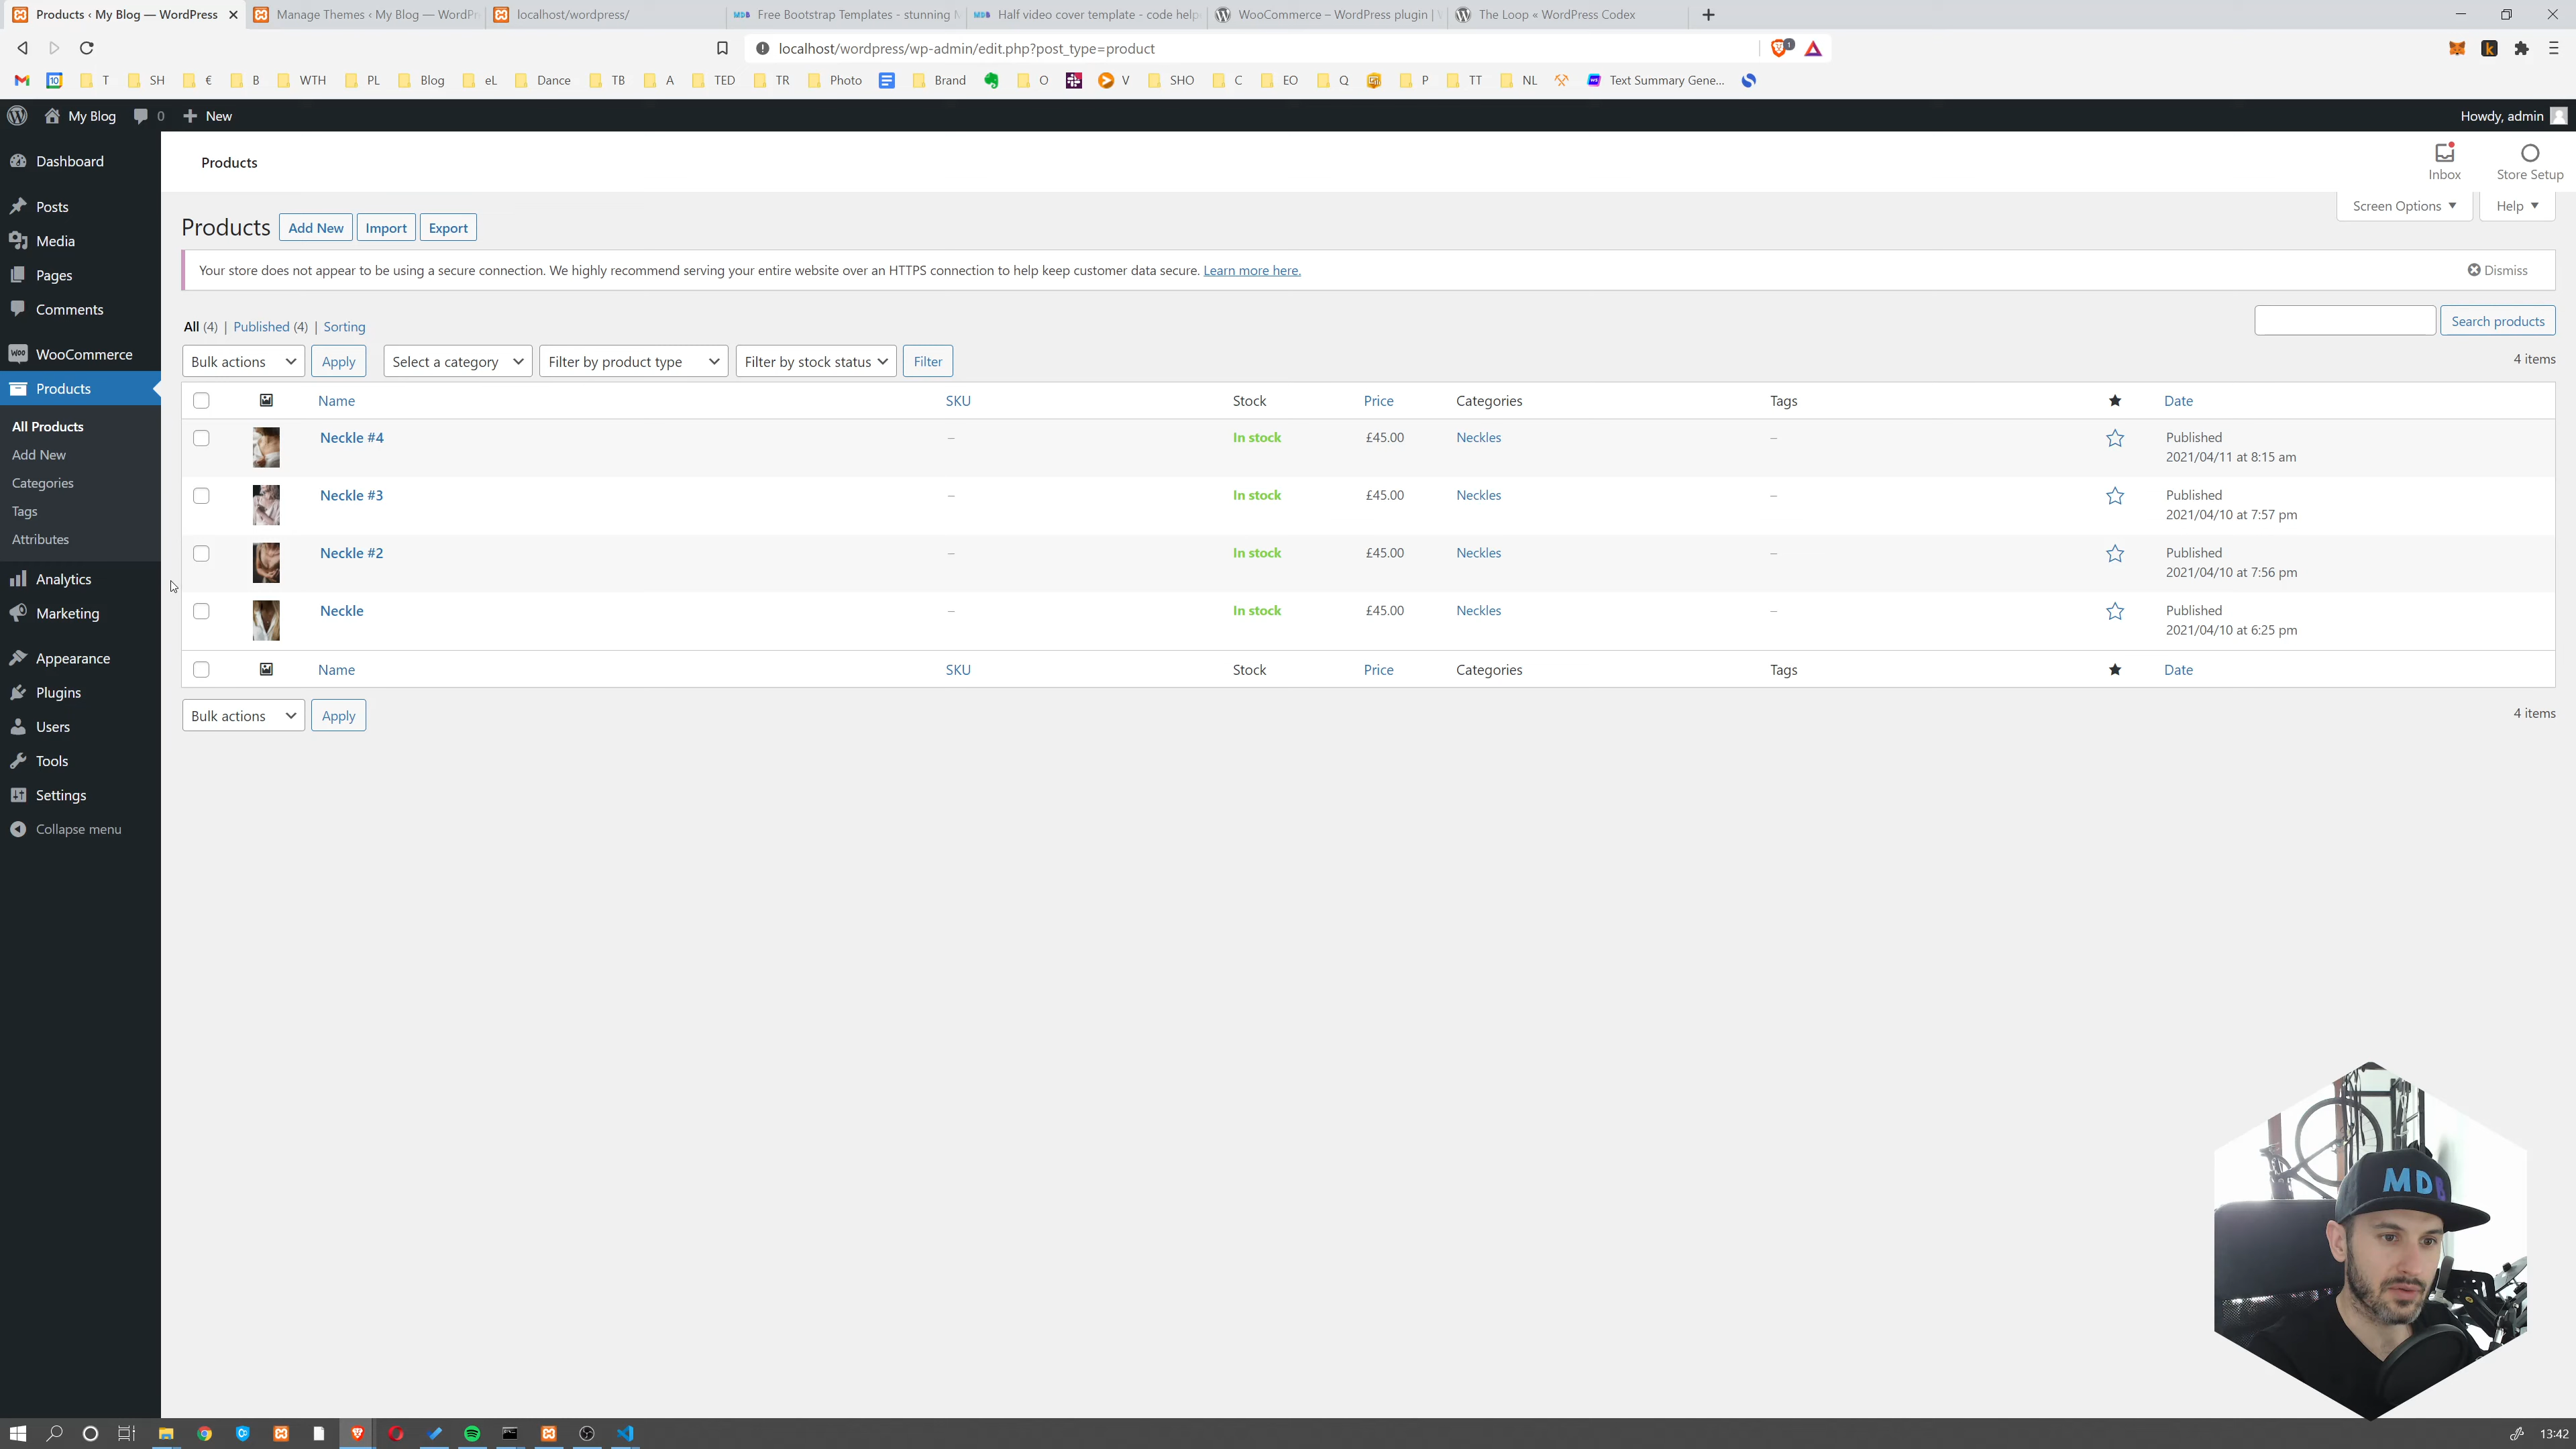 Products ‹ My Blog — WordPress
Manage Themes ‹ My Blog — WordPr
localhost/wordpress/
MDB Free Bootstrap Templates - stunning
MDB Half video cover template - code help
WooCommerce – WordPress plugin |
The Loop « WordPress Codex
localhost/wordpress/wp-admin/edit.php?post_type=product
1
10
T
SH
€
B
WTH
PL
Blog
eL
Dance
TB
A
TED
TR
Photo
Brand
O
V
SHO
C
EO
Q
P
TT
NL
Text Summary Gene...
My Blog
0
New
Howdy, admin
Dashboard
Posts
Media
Pages
Comments
WooCommerce
Products
All Products
Add New
Categories
Tags
Attributes
Analytics
Marketing
Appearance
Plugins
Users
Tools
Settings
Collapse menu
Products
Inbox
Store Setup
Screen Options
Help
Products Add New Import Export
Your store does not appear to be using a secure connection. We highly recommend serving your entire website over an HTTPS connection to help keep customer data secure. Learn more here.
Dismiss
All (4) | Published (4) | Sorting
Search products
Bulk actions Apply Select a category Filter by product type Filter by stock status Filter
4 items
Name SKU Stock Price Categories Tags Date
Neckle #4 – In stock £45.00 Neckles – Published
2021/04/11 at 8:15 am
Neckle #3 – In stock £45.00 Neckles – Published
2021/04/10 at 7:57 pm
Neckle #2 – In stock £45.00 Neckles – Published
2021/04/10 at 7:56 pm
Neckle – In stock £45.00 Neckles – Published
2021/04/10 at 6:25 pm
Name SKU Stock Price Categories Tags Date
Bulk actions Apply
4 items
MDB
13:42